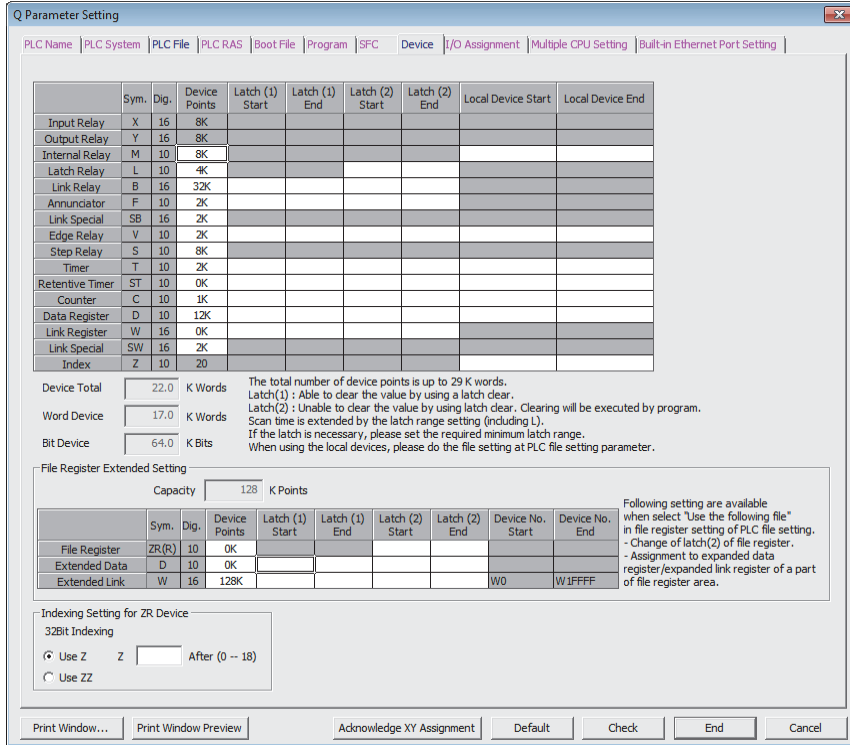 Q Parameter Setting
PLC Name PLC System PLC File PLC RAS Boot File Program SFC Device I/O Assignment Multiple CPU Setting Built-in Ethernet Port Setting
Sym. Dig. Device Points Latch (1) Start Latch (1) End Latch (2) Start Latch (2) End Local Device Start Local Device End
Input Relay X 16 8K
Output Relay Y 16 8K
Internal Relay M 10 8K
Latch Relay L 10 4K
Link Relay B 16 32K
Annunciator F 10 2K
Link Special SB 16 2K
Edge Relay V 10 2K
Step Relay S 10 8K
Timer T 10 2K
Retentive Timer ST 10 0K
Counter C 10 1K
Data Register D 10 12K
Link Register W 16 0K
Link Special SW 16 2K
Index Z 10 20
Device Total 22.0 K Words
Word Device 17.0 K Words
Bit Device 64.0 K Bits
The total number of device points is up to 29 K words.
Latch(1) : Able to clear the value by using a latch clear.
Latch(2) : Unable to clear the value by using latch clear. Clearing will be executed by program.
Scan time is extended by the latch range setting (including L).
If the latch is necessary, please set the required minimum latch range.
When using the local devices, please do the file setting at PLC file setting parameter.
File Register Extended Setting
Capacity 128 K Points
Sym. Dig. Device Points Latch (1) Start Latch (1) End Latch (2) Start Latch (2) End Device No. Start Device No. End
File Register ZR(R) 10 0K
Extended Data D 10 0K
Extended Link W 16 128K W0 W1FFFF
Following setting are available
when select "Use the following file"
in file register setting of PLC file setting.
- Change of latch(2) of file register.
- Assignment to expanded data
register/expanded link register of a part
of file register area.
Indexing Setting for ZR Device
32Bit Indexing
Use Z Z After (0 -- 18)
Use ZZ
Print Window... Print Window Preview Acknowledge XY Assignment Default Check End Cancel